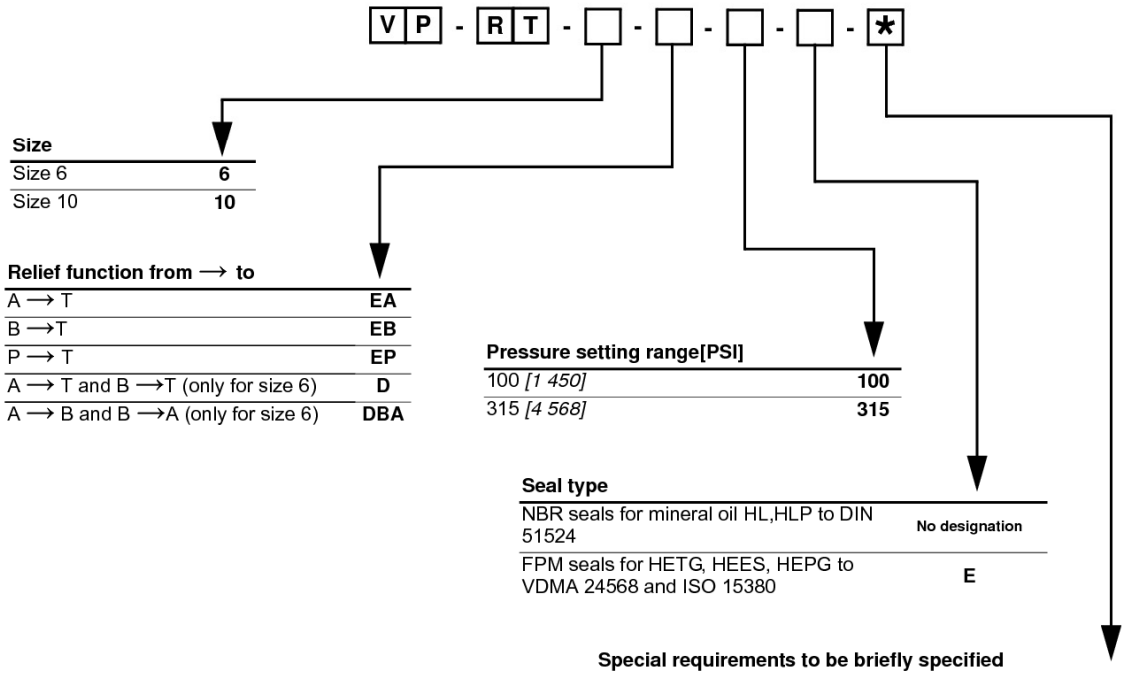 VP - RT - □ - □ - □ - □ - *
Size
Size 6 6
Size 10 10
Relief function from → to
A → T EA
B →T EB
P → T EP
A → T and B →T (only for size 6) D
A → B and B →A (only for size 6) DBA
Pressure setting range[PSI]
100 [1 450] 100
315 [4 568] 315
Seal type
NBR seals for mineral oil HL,HLP to DIN
51524
No designation
FPM seals for HETG, HEES, HEPG to
VDMA 24568 and ISO 15380
E
Special requirements to be briefly specified